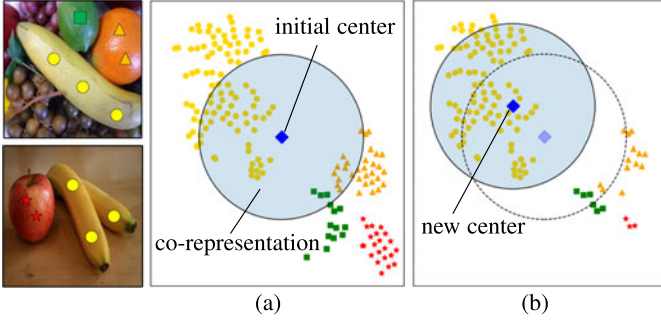 initial center
co-representation
new center
(a)
(b)